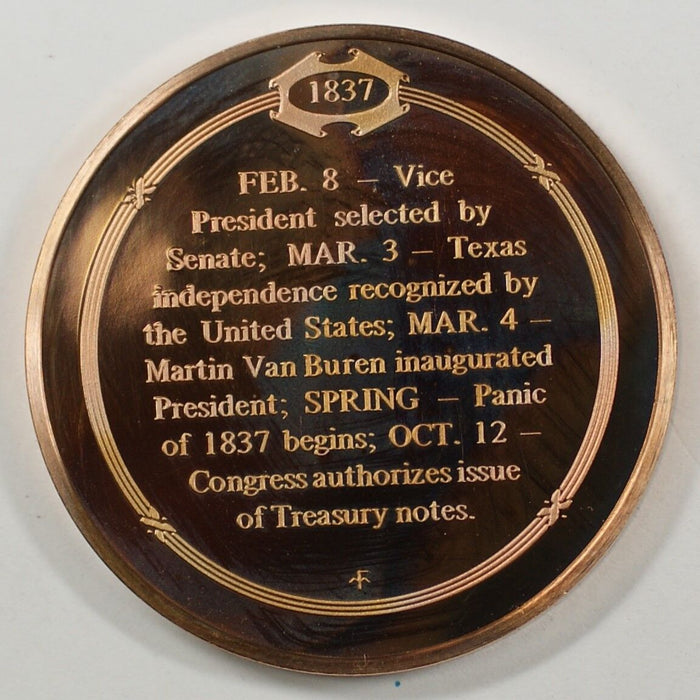 1837
FEB. 8 – Vice
President selected by
Senate; MAR. 3 – Texas
independence recognized by
the United States; MAR. 4 –
Martin Van Buren inaugurated
President; SPRING – Panic
of 1837 begins; OCT. 12 –
Congress authorizes issue
of Treasury notes.